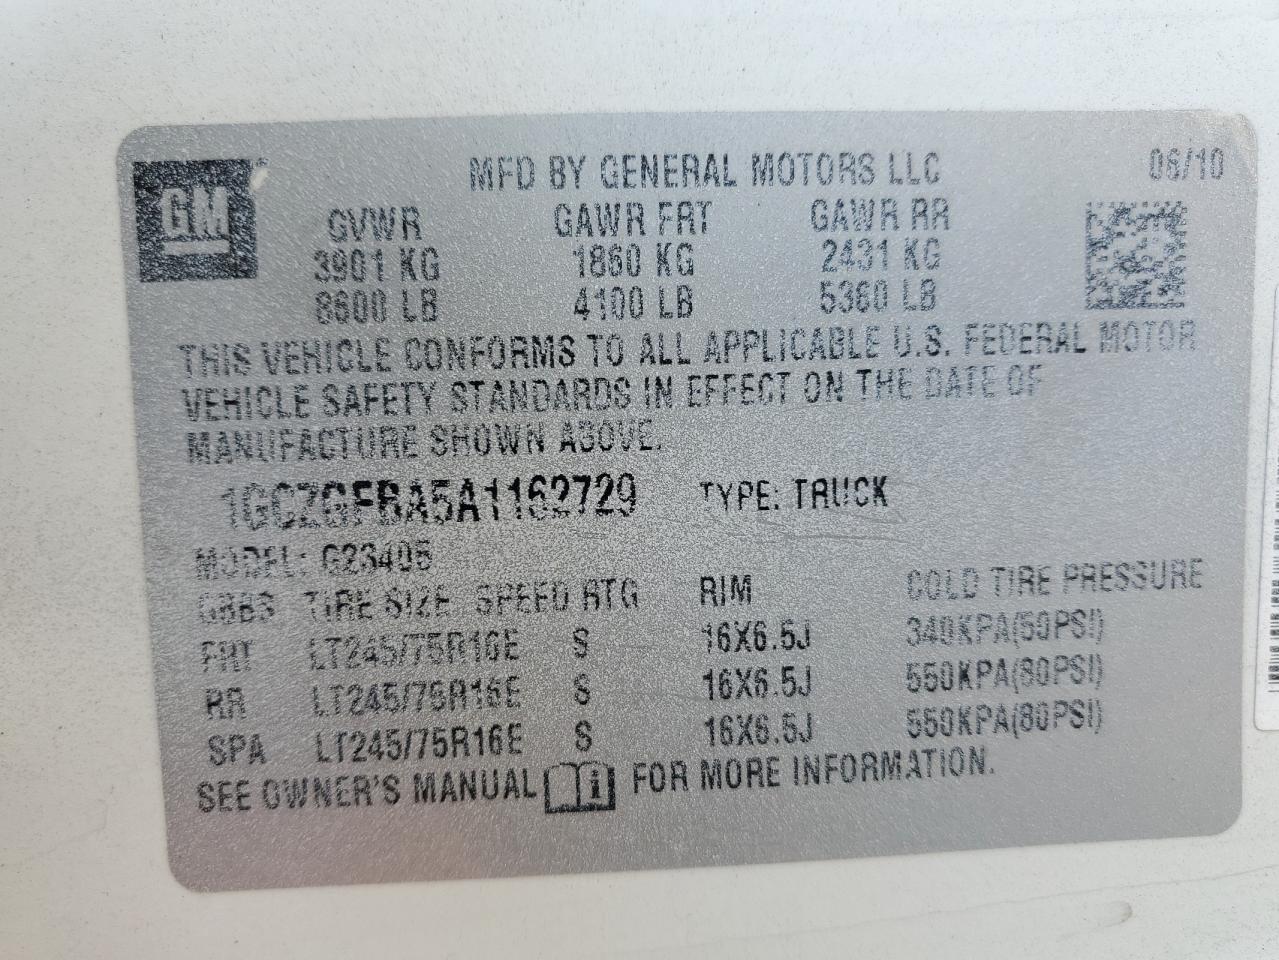 GM
MFD BY GENERAL MOTORS LLC 06/10
GVWR GAWR FRT GAWR RR
3901 KG 1860 KG 2431 KG
8600 LB 4100 LB 5360 LB
THIS VEHICLE CONFORMS TO ALL APPLICABLE U.S. FEDERAL MOTOR
VEHICLE SAFETY STANDARDS IN EFFECT ON THE DATE OF
MANUFACTURE SHOWN ABOVE.
1GCZGFBA5A1162729 TYPE: TRUCK
MODEL: G23405
TIRE SIZE SPEED RTG RIM COLD TIRE PRESSURE
FRT LT245/75R16E S 16X6.5J 340KPA(50PSI)
RR LT245/75R16E S 16X6.5J 550KPA(80PSI)
SPA LT245/75R16E S 16X6.5J 550KPA(80PSI)
SEE OWNER'S MANUAL FOR MORE INFORMATION.